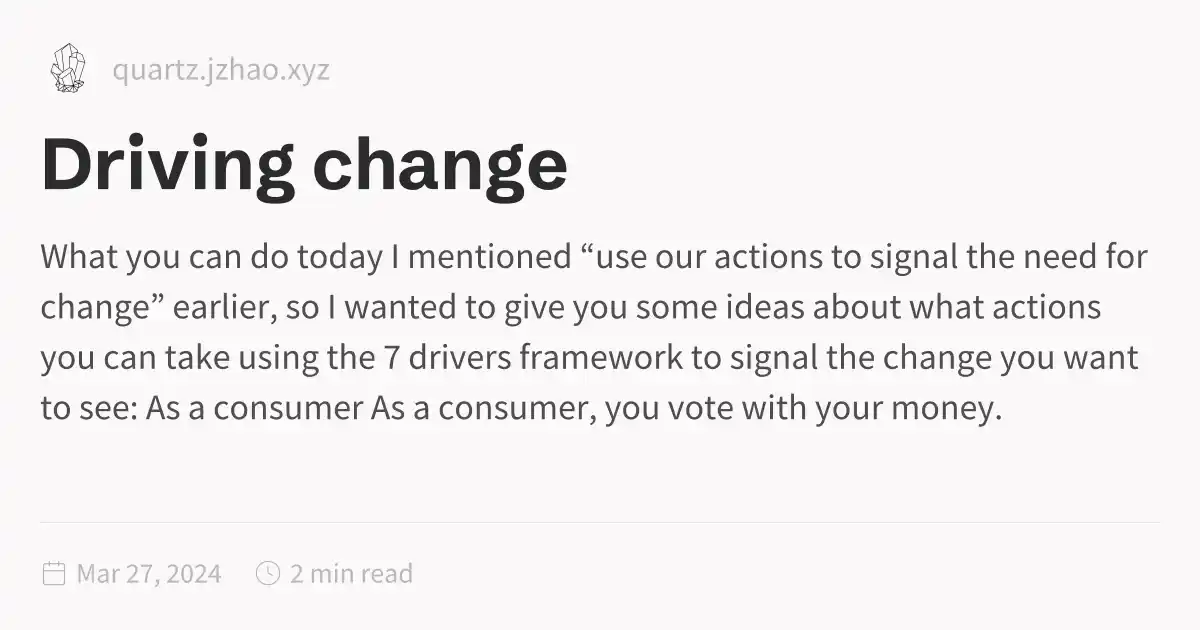 quartz.jzhao.xyz
Driving change
What you can do today I mentioned “use our actions to signal the need for
change” earlier, so I wanted to give you some ideas about what actions
you can take using the 7 drivers framework to signal the change you want
to see: As a consumer As a consumer, you vote with your money.
Mar 27, 2024 2 min read